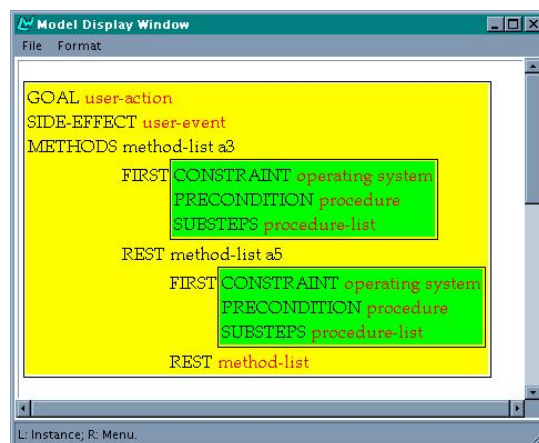 Model Display Window
File Format
GOAL user-action
SIDE-EFFECT user-event
METHODS method-list a3
FIRST CONSTRAINT operating system
PRECONDITION procedure
SUBSTEPS procedure-list
REST method-list a5
FIRST CONSTRAINT operating system
PRECONDITION procedure
SUBSTEPS procedure-list
REST method-list
L: Instance; R: Menu.